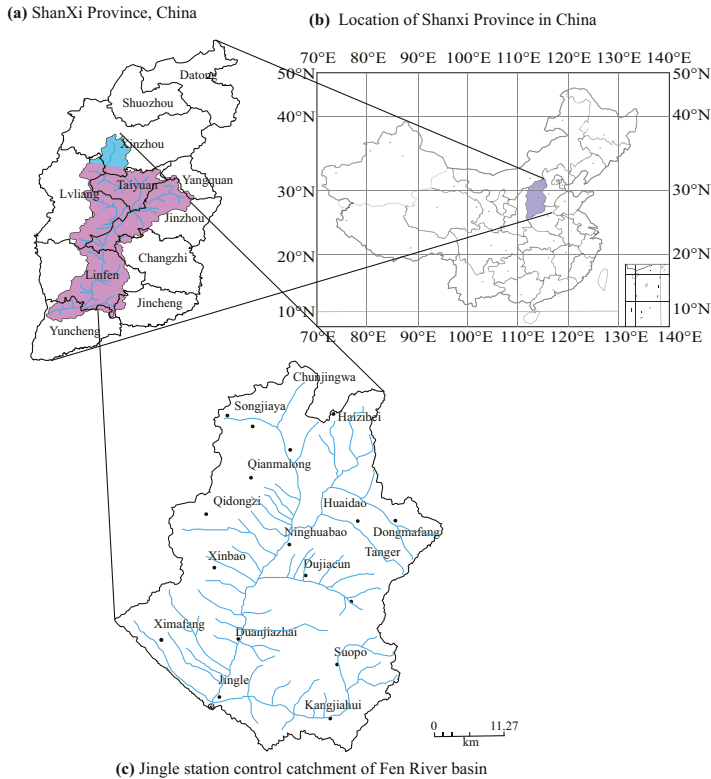 (a) ShanXi Province, China
(b) Location of Shanxi Province in China
70°E 80°E 90°E 100°E 110°E 120°E 130°E 140°E
50°N 50°N
40°N 40°N
30°N 30°N
20°N 20°N
10°N 10°N
70°E 80°E 90°E 100°E 110°E 120°E 130°E 140°E
Datong
Shuozhou
Xinzhou
Taiyuan
Yangquan
Lvliang
Jinzhou
Changzhi
Linfen
Jincheng
Yuncheng
Chunjingwa
Songjiaya
Haizibei
Qianmalong
Qidongzi
Huaidao
Ninghuabao
Dongmafang
Tanger
Xinbao
Dujiacun
Ximafang
Duanjiazhai
Suopo
Jingle
Kangjiahui
0 11.27
km
(c) Jingle station control catchment of Fen River basin